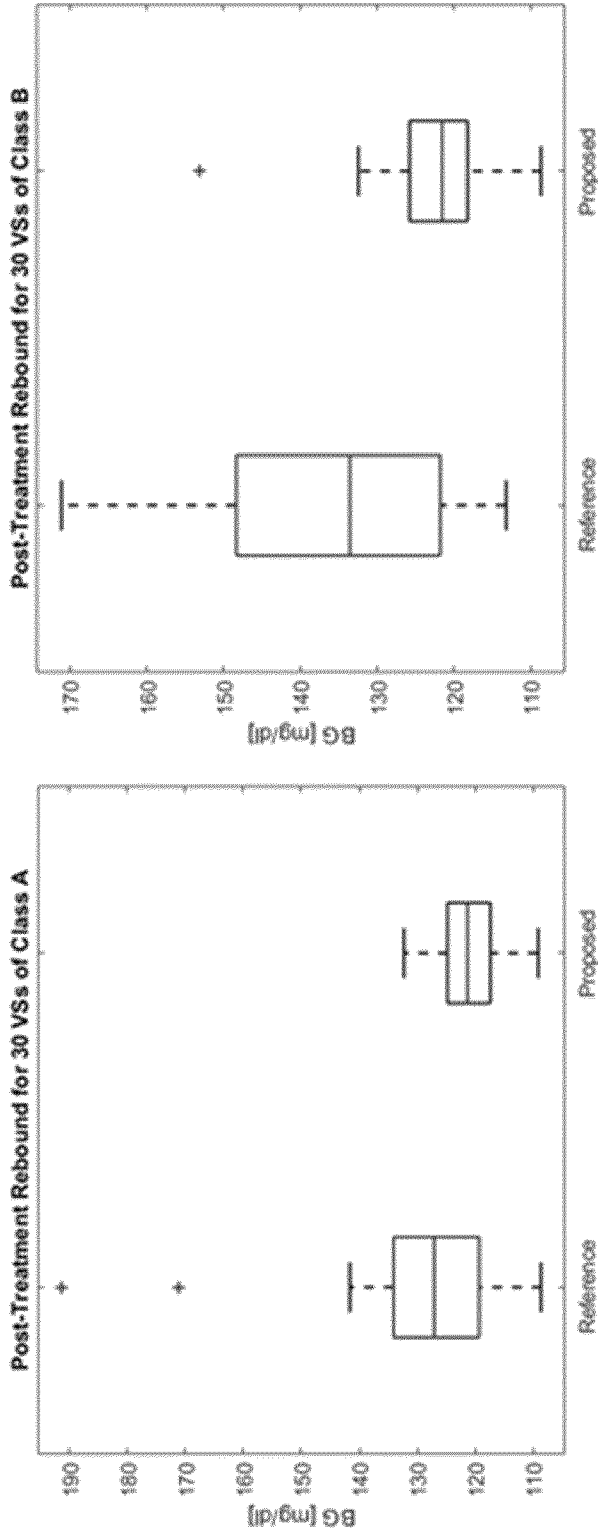 Post-Treatment Rebound for 30 VSs of Class A
BG [mg/dl]
190
180
170
160
150
140
130
120
110
Reference
Proposed
Post-Treatment Rebound for 30 VSs of Class B
BG [mg/dl]
170
160
150
140
130
120
110
Reference
Proposed